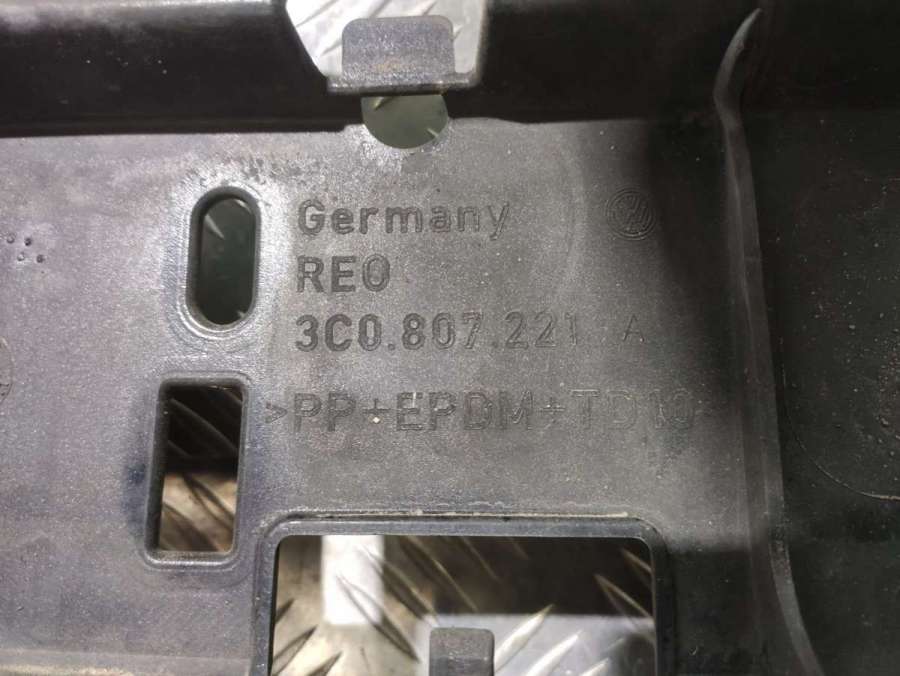 Germany
REO
3C0.807.221 A
>PP+EPDM+TD10